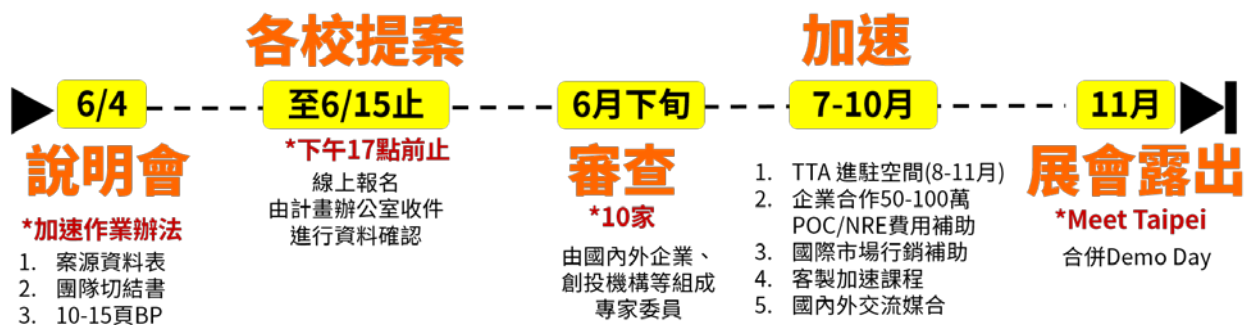 6/4
說明會
*加速作業辦法
1. 案源資料表
2. 團隊切結書
3. 10-15頁BP
各校提案
至6/15止
*下午17點前止
線上報名
由計畫辦公室收件
進行資料確認
6月下旬
審查
*10家
由國內外企業、
創投機構等組成
專家委員
加速
7-10月
1. TTA 進駐空間(8-11月)
2. 企業合作50-100萬
POC/NRE費用補助
3. 國際市場行銷補助
4. 客製加速課程
5. 國內外交流媒合
11月
展會露出
*Meet Taipei
合併Demo Day